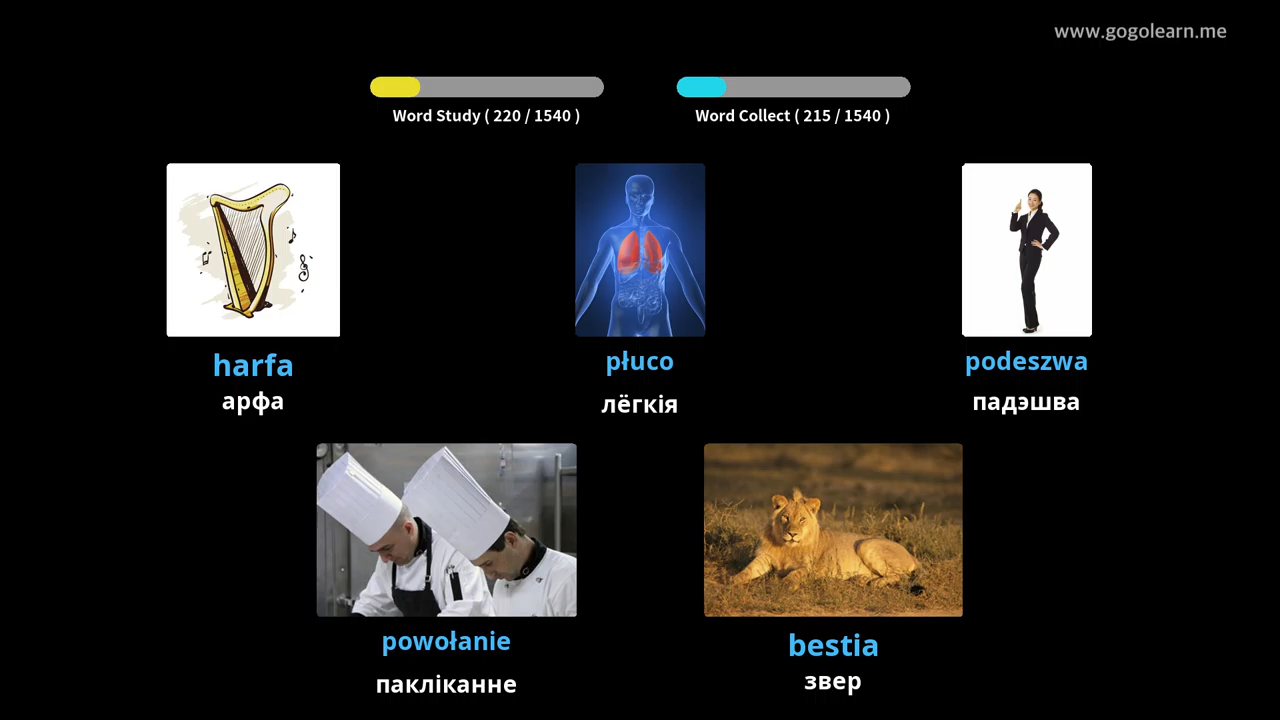 www.gogolearn.me
Word Study ( 220 / 1540 )
Word Collect ( 215 / 1540 )
harfa
арфа
płuco
лёгкія
podeszwa
падэшва
powołanie
пакліканне
bestia
звер